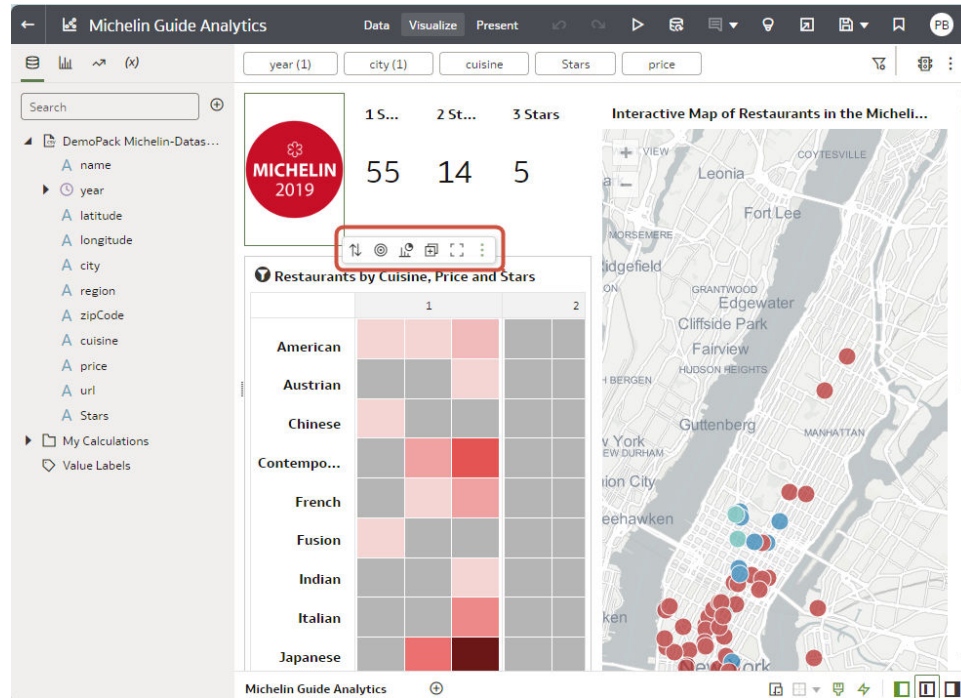 Michelin Guide Analytics
Data Visualize Present
PB
(x)
year (1) city (1) cuisine Stars price
Search
DemoPack Michelin-Datas...
A name
year
A latitude
A longitude
A city
A region
A zipCode
A cuisine
A price
A url
A Stars
My Calculations
Value Labels
MICHELIN
2019
1 S... 2 St... 3 Stars
55 14 5
Restaurants by Cuisine, Price and Stars
1 2
American
Austrian
Chinese
Contempo...
French
Fusion
Indian
Italian
Japanese
Interactive Map of Restaurants in the Micheli...
VIEW
COYTESVILLE
Leonia
Fort Lee
MORSEMERE
idgefield
ON
GRANTWOOD
Edgewater
Cliffside Park
Fairview
HUDSON HEIGHTS
H BERGEN
Guttenberg
MANHATTAN
v York
EW DURHAM
ion City
eehawken
ken
New York
Michelin Guide Analytics